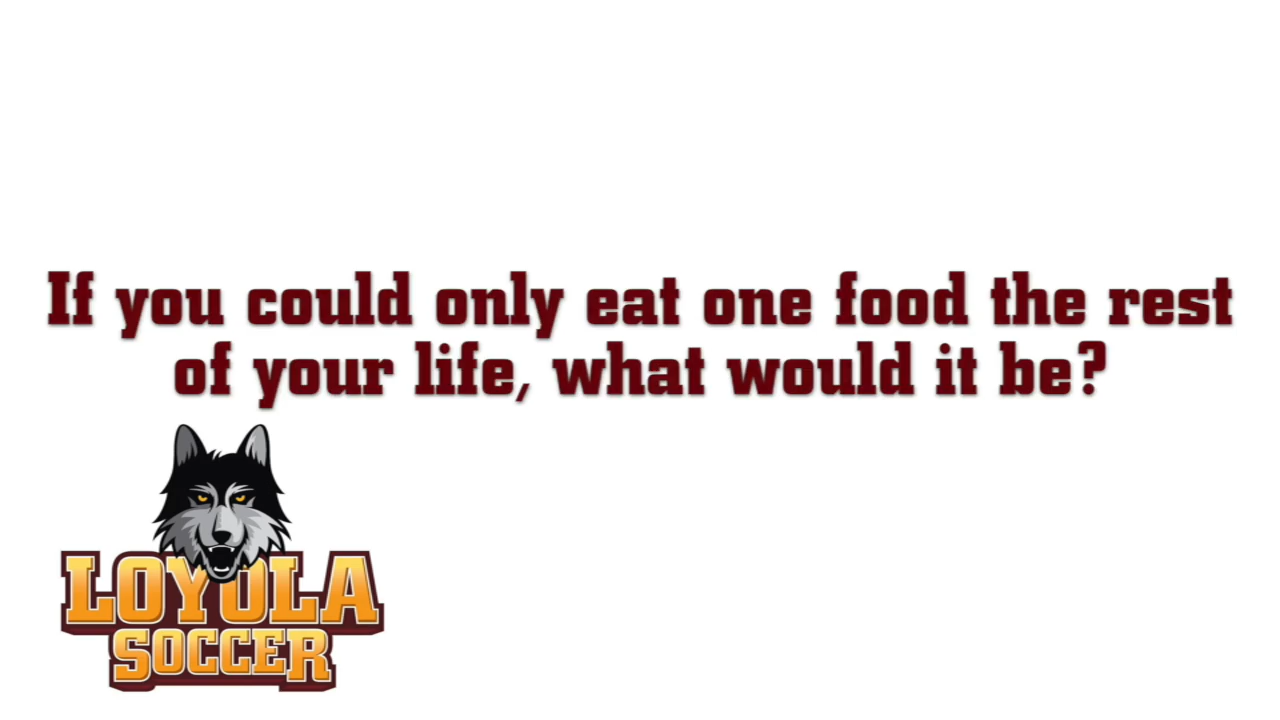 If you could only eat one food the rest
of your life, what would it be?
LOYOLA
SOCCER